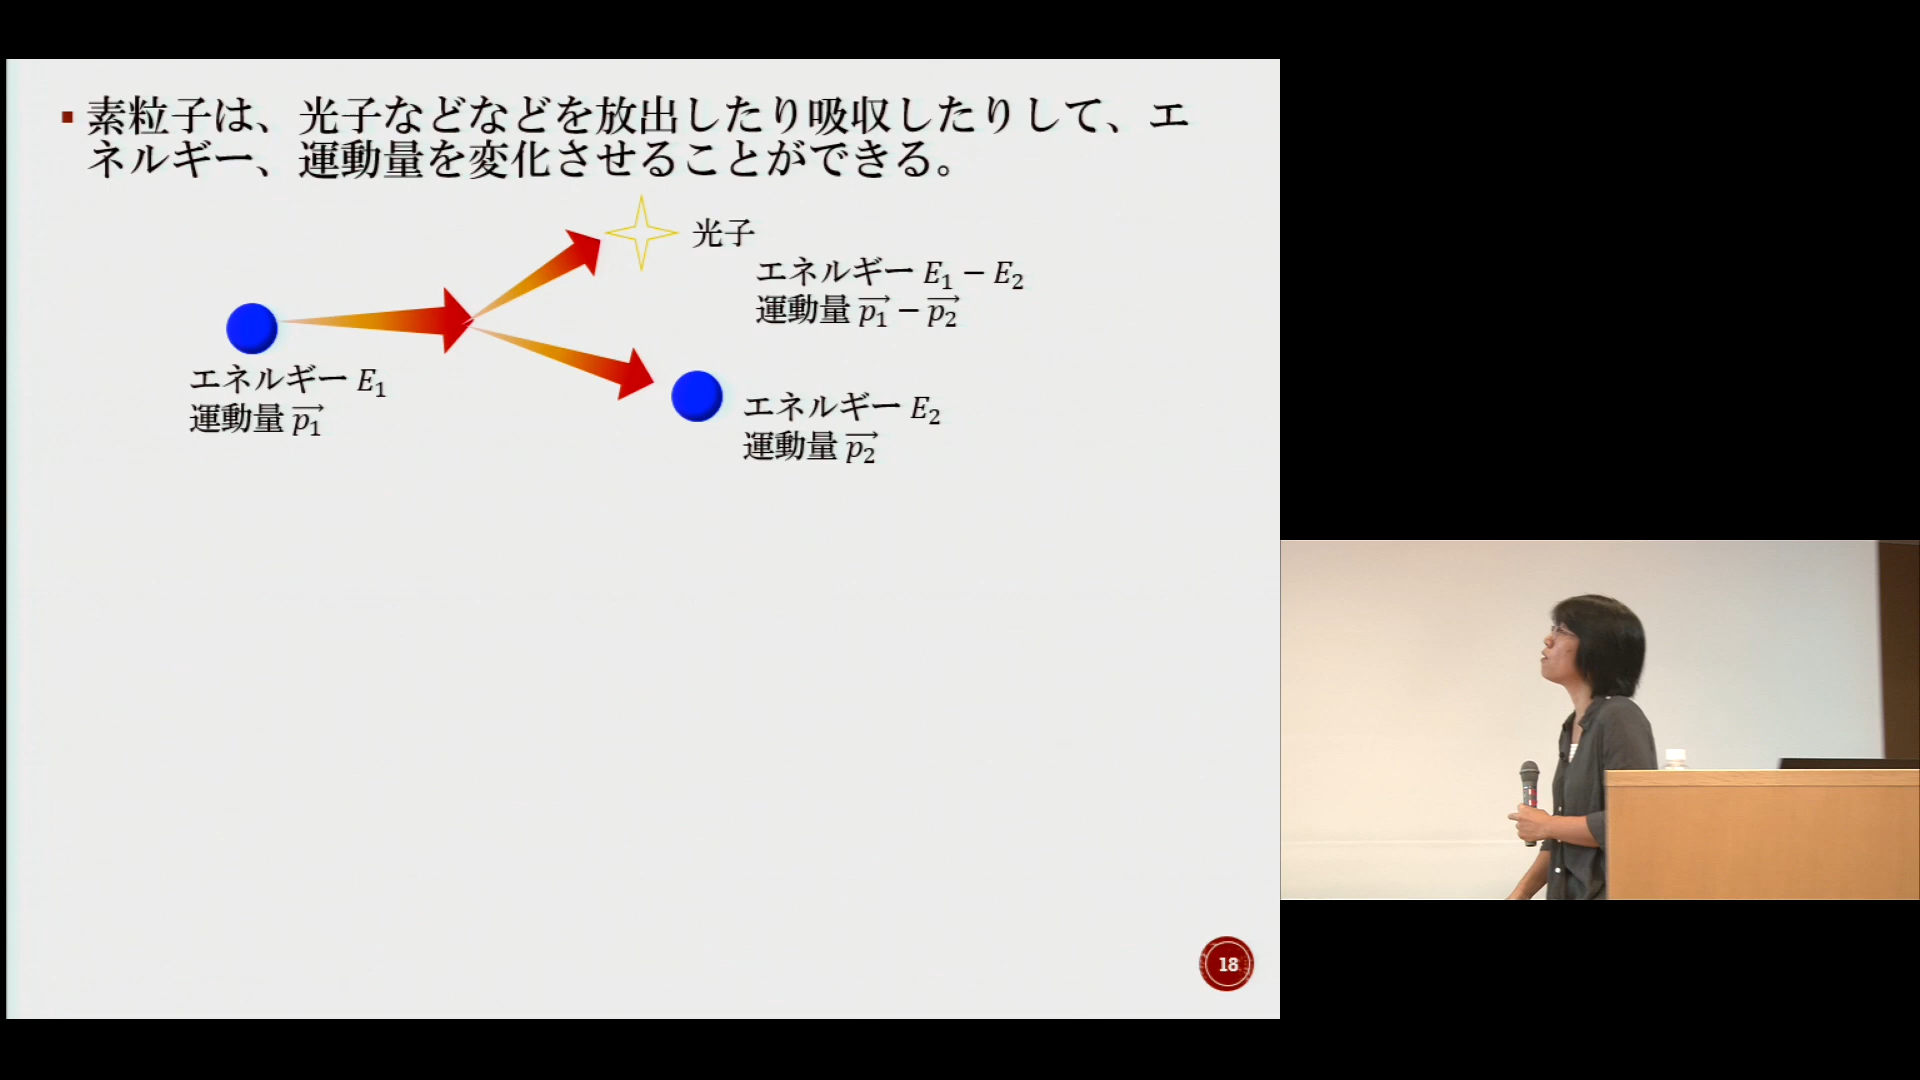 素粒子は、光子などなどを放出したり吸収したりして、エ
ネルギー、運動量を変化させることができる。
光子
エネルギー E₁ − E₂
運動量 p₁⃗ − p₂⃗
エネルギー E₁
運動量 p₁⃗
エネルギー E₂
運動量 p₂⃗
18